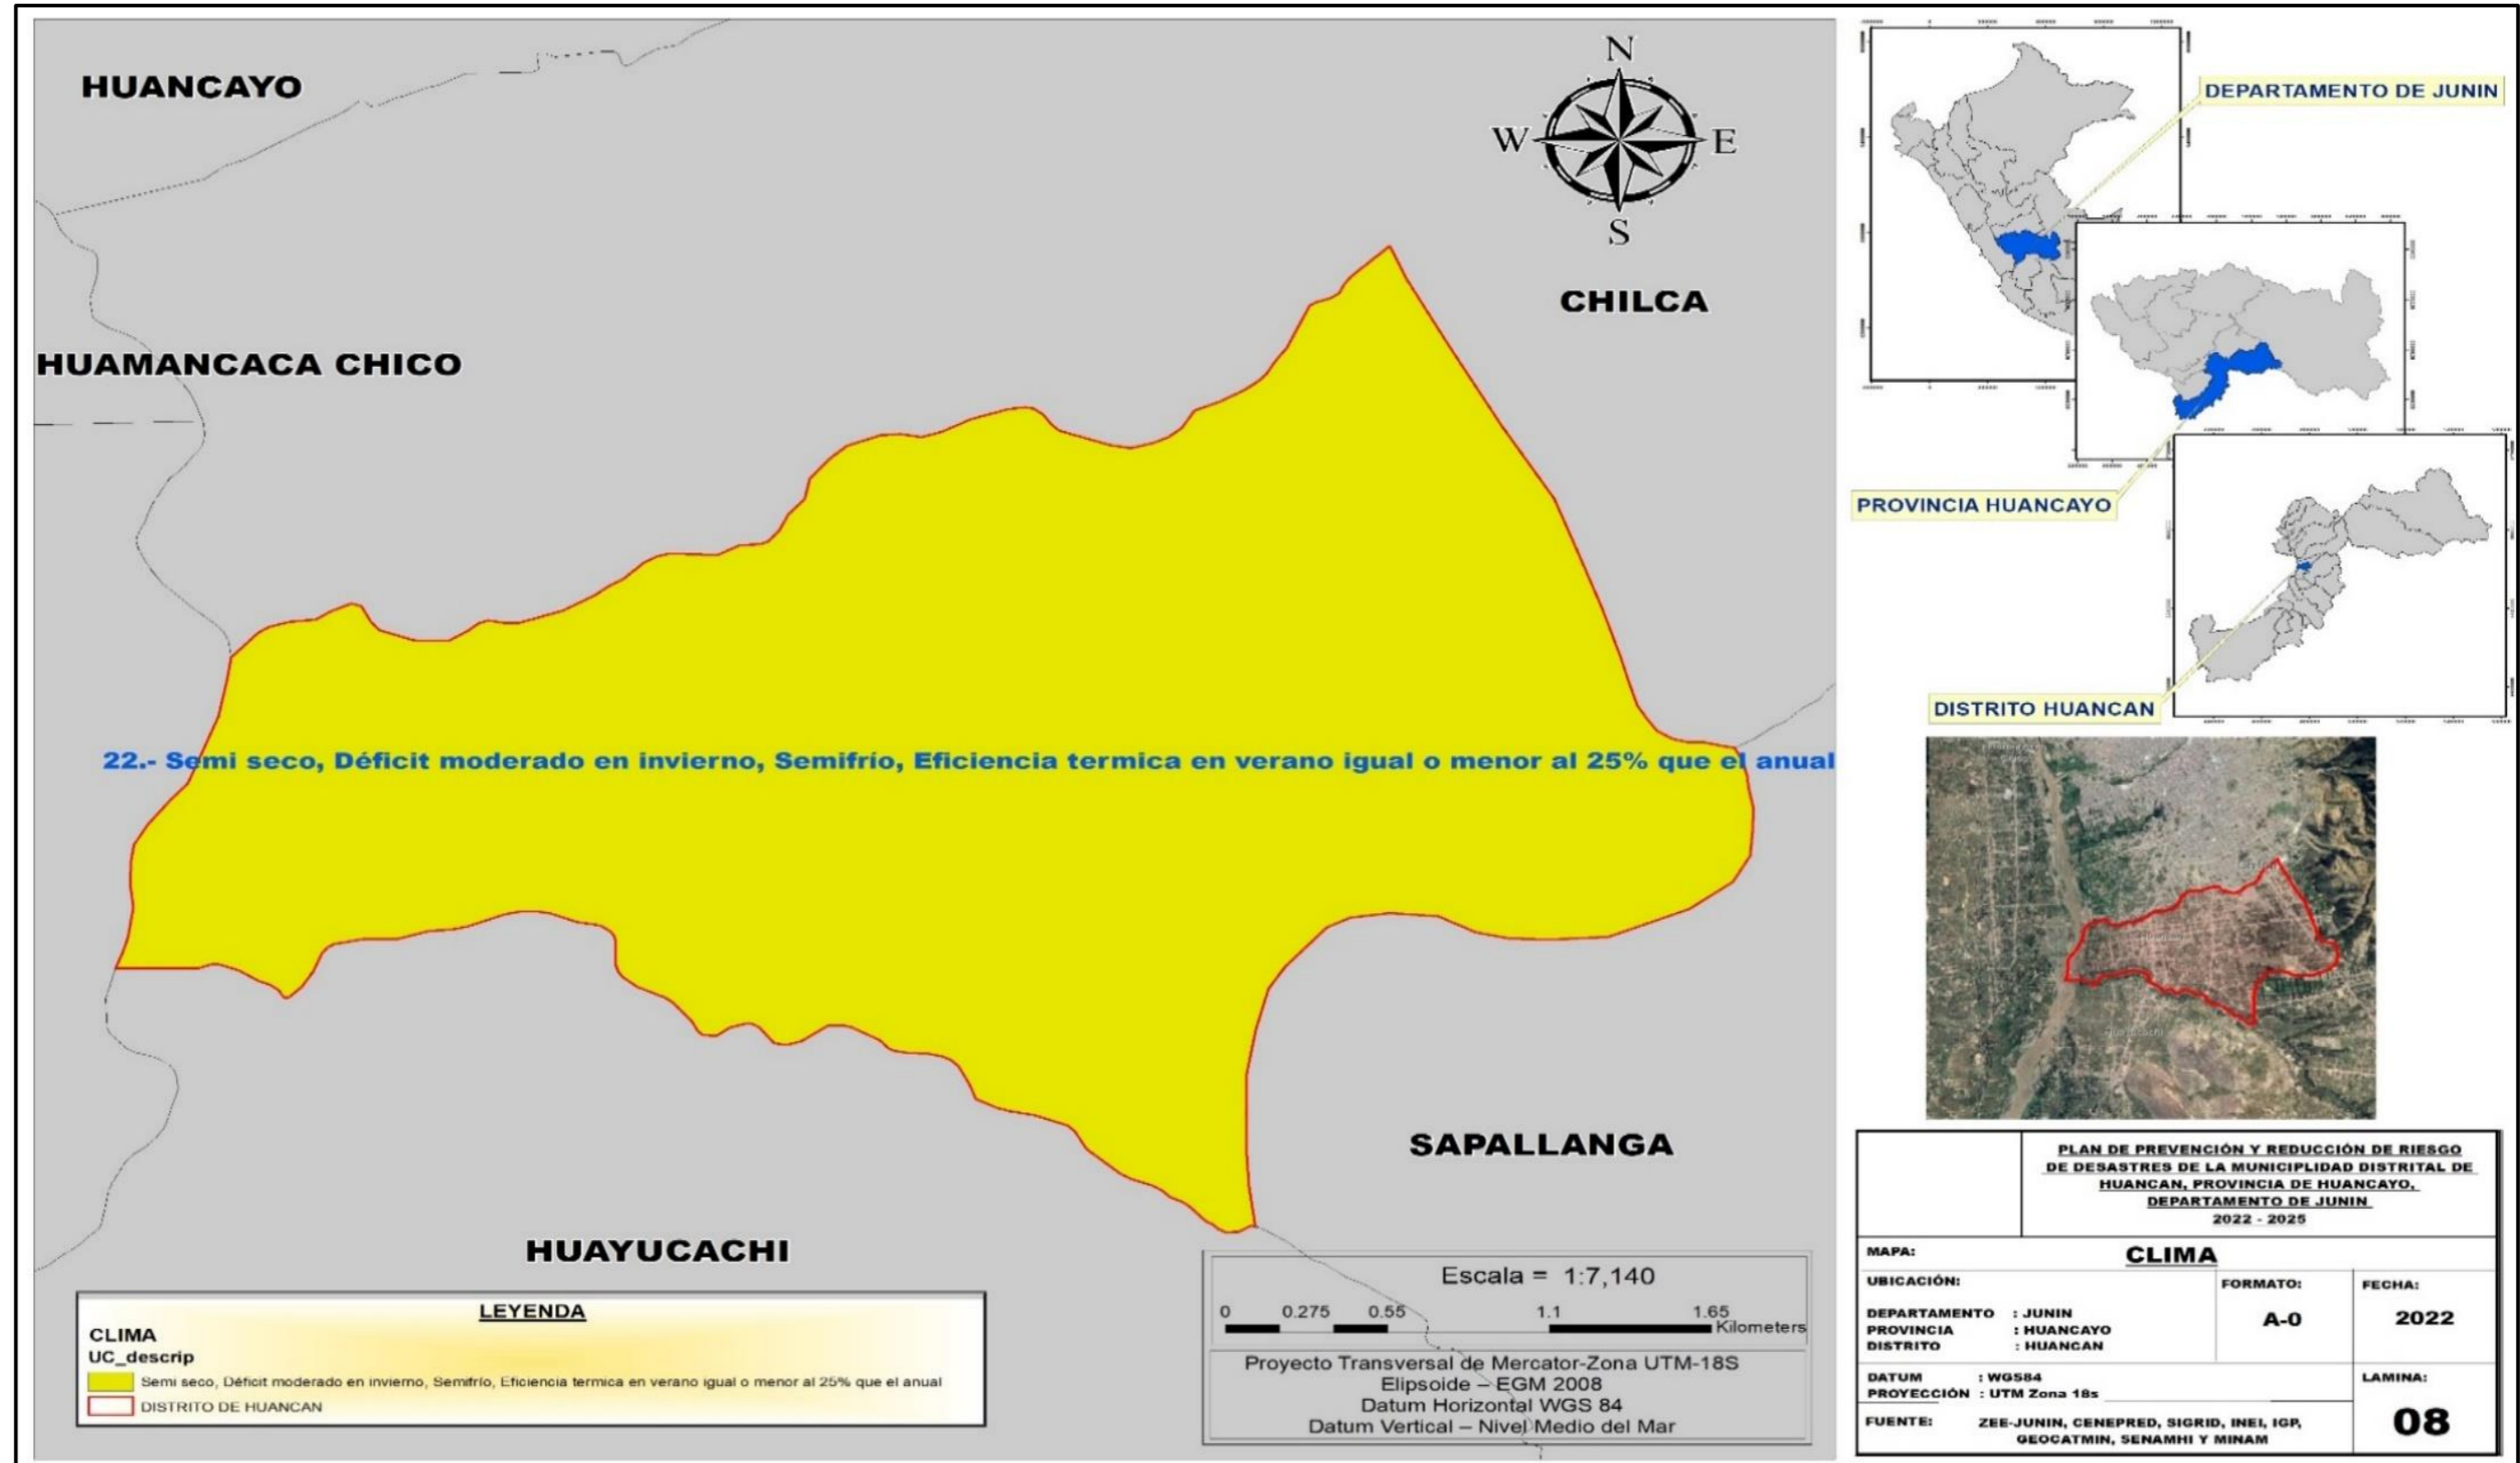 HUANCAYO
N
W
E
S
CHILCA
HUAMANCACA CHICO
22.- Semi seco, Déficit moderado en invierno, Semifrío, Eficiencia termica en verano igual o menor al 25% que el anual
SAPALLANGA
HUAYUCACHI
LEYENDA
CLIMA
UC_descrip
Semi seco, Déficit moderado en invierno, Semifrío, Eficiencia termica en verano igual o menor al 25% que el anual
DISTRITO DE HUANCAN
Escala = 1:7,140
0 0.275 0.55 1.1 1.65
Kilometers
Proyecto Transversal de Mercator-Zona UTM-18S
Elipsoide – EGM 2008
Datum Horizontal WGS 84
Datum Vertical – Nivel Medio del Mar
DEPARTAMENTO DE JUNIN
PROVINCIA HUANCAYO
DISTRITO HUANCAN
PLAN DE PREVENCIÓN Y REDUCCIÓN DE RIESGO
DE DESASTRES DE LA MUNICIPLIDAD DISTRITAL DE
HUANCAN, PROVINCIA DE HUANCAYO,
DEPARTAMENTO DE JUNIN
2022 - 2025
MAPA: CLIMA
UBICACIÓN:
DEPARTAMENTO : JUNIN
PROVINCIA : HUANCAYO
DISTRITO : HUANCAN
FORMATO:
A-0
FECHA:
2022
DATUM : WGS84
PROYECCIÓN : UTM Zona 18s
LAMINA:
08
FUENTE: ZEE-JUNIN, CENEPRED, SIGRID, INEI, IGP,
GEOCATMIN, SENAMHI Y MINAM